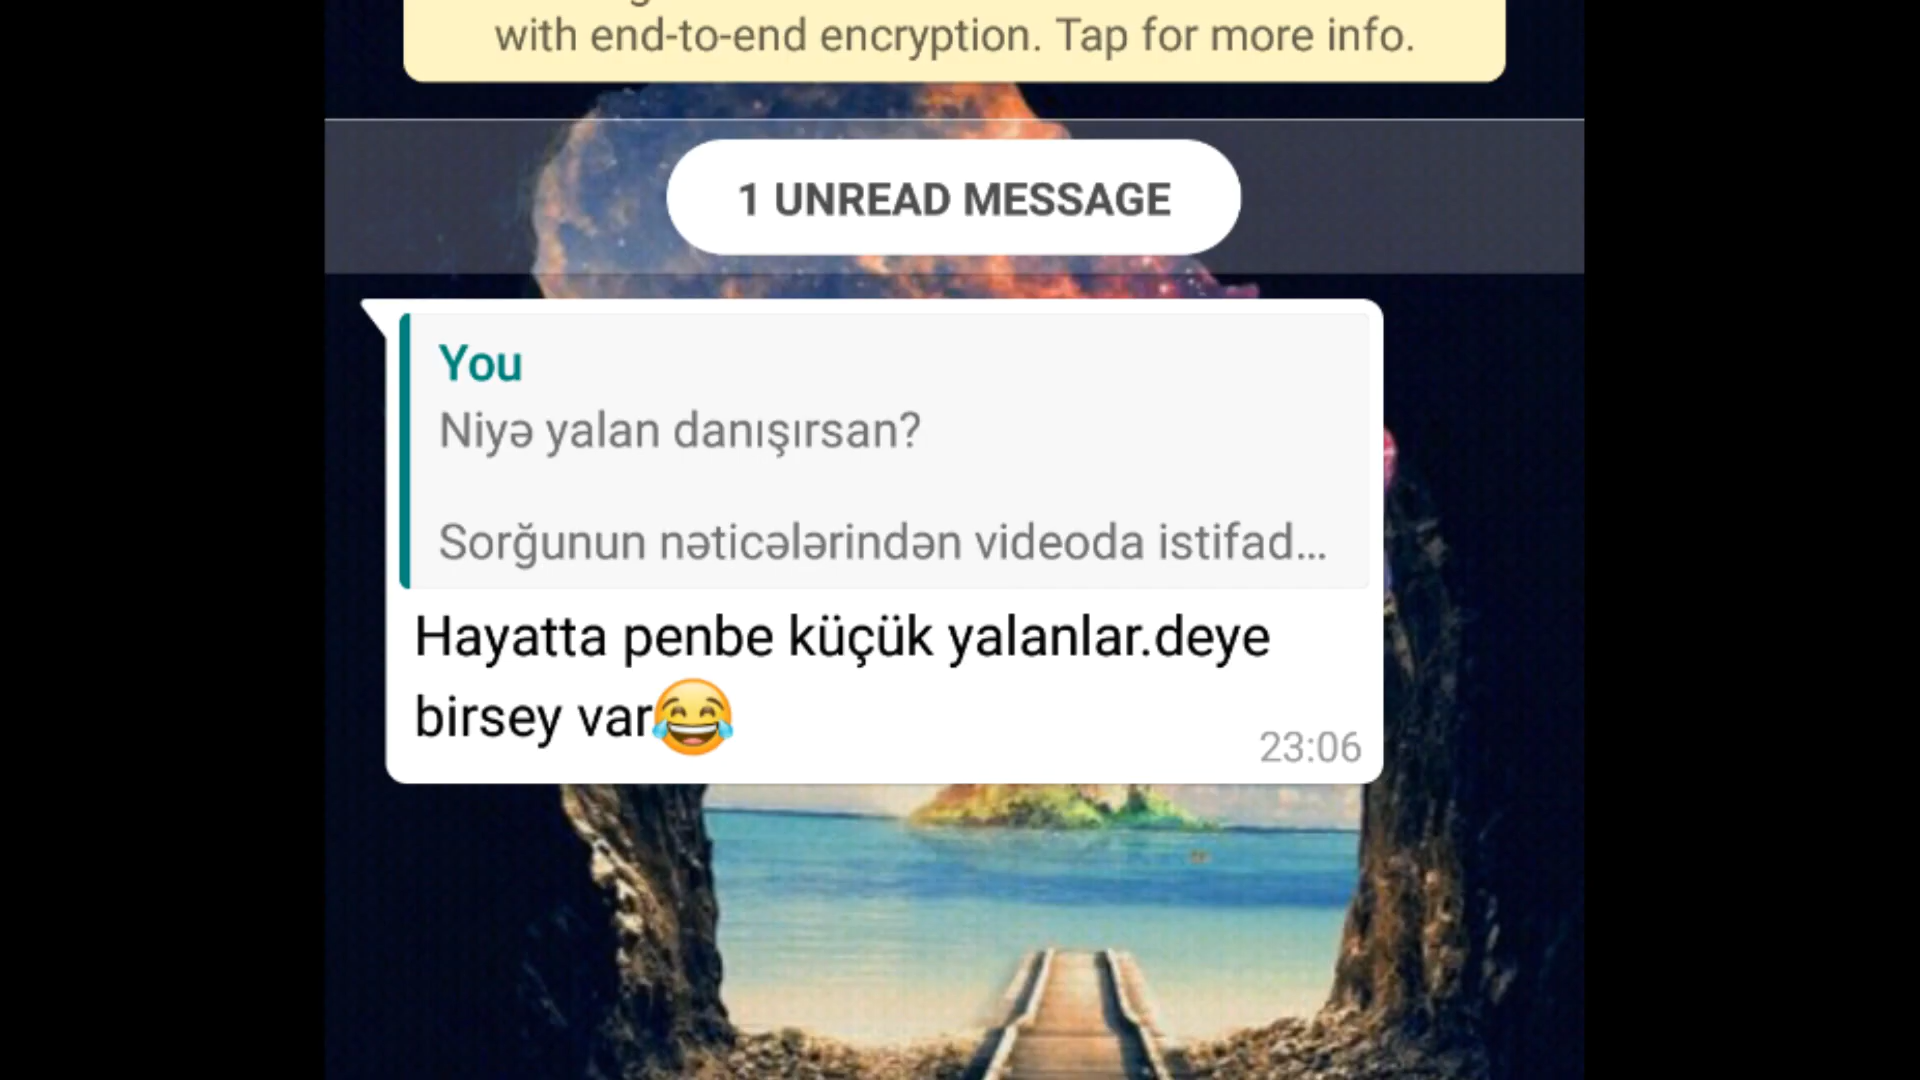 with end-to-end encryption. Tap for more info.
1 UNREAD MESSAGE
You
Niyə yalan danışırsan?
Sorğunun nəticələrindən videoda istifad...
Hayatta penbe küçük yalanlar.deye
birsey var😂
23:06